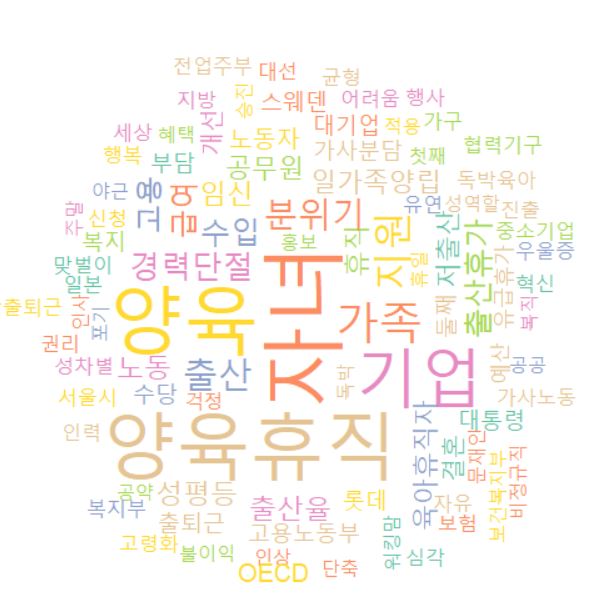 전업주부 대선 균형
지방 승진 스웨덴 어려움 행사
세상 혜택 개선 노동자 대기업 적용 가구
행복 부담 공무원 가사분담 첫째 협력기구
야근 고용 급여 임신 일가족양립 독박육아
주말 신청 분위기 지원 유연 성역할 진출
복지 수입 홍보 휴직 저출산 출산휴가 중소기업
맞벌이 경력단절 휴일 유급휴가 우울증
일본 자녀 둘째 혁신
출퇴근 인사 포기 양육 가족 복직
권리
성차별 노동 출산 기업 예산 공공
서울시 수당 걱정 독박 가사노동
인력 양육휴직 육아휴직자 결혼 대통령 문재인
공약 성평등 보건복지부 비정규직
복지부 출산율 롯데 자유
출퇴근 고용노동부 보험
고령화 불이익 인상 워킹맘 심각
OECD 단축